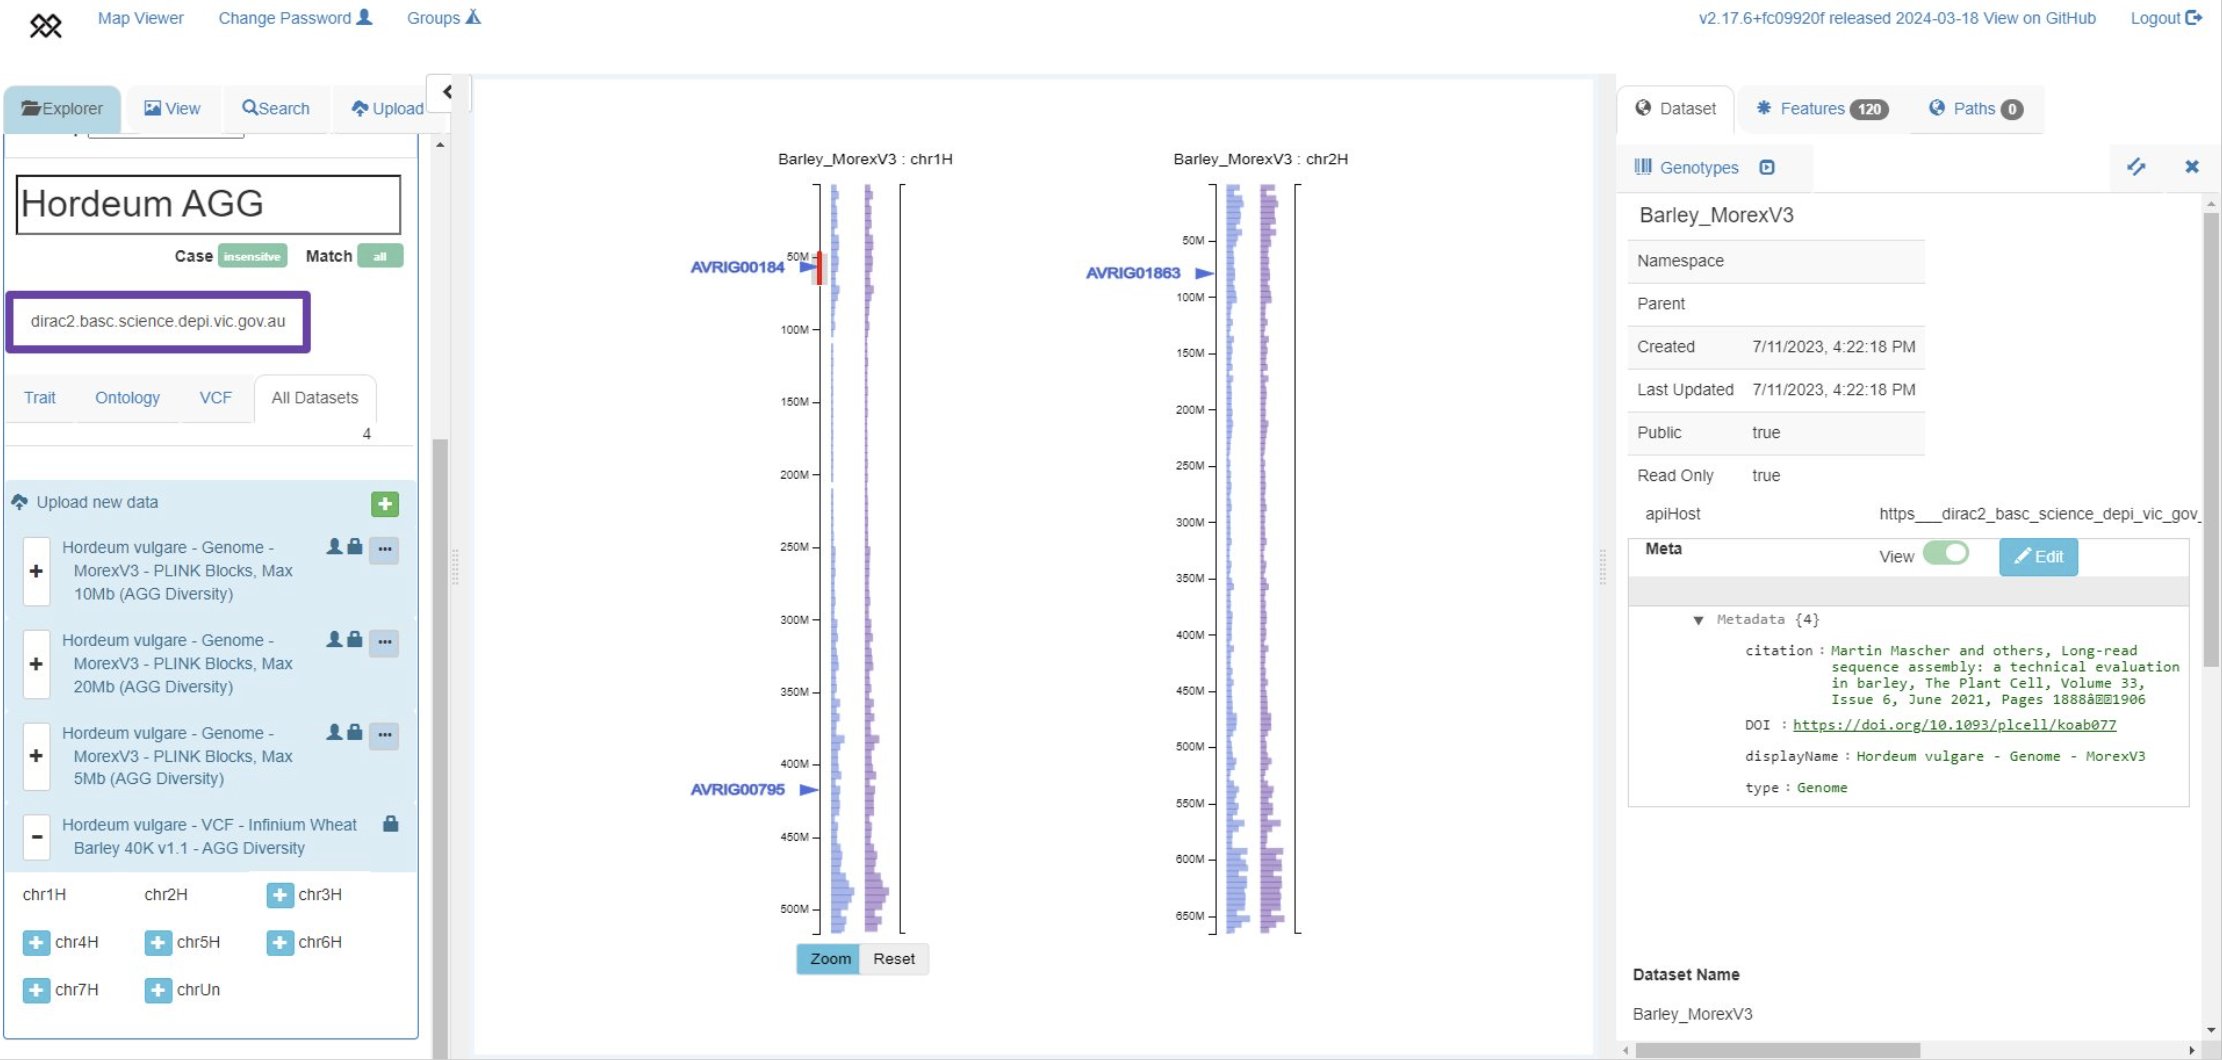 Map Viewer
Change Password
Groups
v2.17.6+fc09920f released 2024-03-18 View on GitHub
Logout
Explorer
View
Search
Upload
Hordeum AGG
Case insensitve Match all
dirac2.basc.science.depi.vic.gov.au
Trait
Ontology
VCF
All Datasets
4
Upload new data
Hordeum vulgare - Genome -
MorexV3 - PLINK Blocks, Max
10Mb (AGG Diversity)
Hordeum vulgare - Genome -
MorexV3 - PLINK Blocks, Max
20Mb (AGG Diversity)
Hordeum vulgare - Genome -
MorexV3 - PLINK Blocks, Max
5Mb (AGG Diversity)
Hordeum vulgare - VCF - Infinium Wheat
Barley 40K v1.1 - AGG Diversity
chr1H chr2H chr3H
chr4H chr5H chr6H
chr7H chrUn
Barley_MorexV3 : chr1H
AVRIG00184
AVRIG00795
50M
100M
150M
200M
250M
300M
350M
400M
450M
500M
Zoom Reset
Barley_MorexV3 : chr2H
AVRIG01863
50M
100M
150M
200M
250M
300M
350M
400M
450M
500M
550M
600M
650M
Dataset
Features 120
Paths 0
Genotypes
Barley_MorexV3
Namespace
Parent
Created 7/11/2023, 4:22:18 PM
Last Updated 7/11/2023, 4:22:18 PM
Public true
Read Only true
apiHost https___dirac2_basc_science_depi_vic_gov_
Meta View Edit
Metadata {4}
citation : Martin Mascher and others, Long-read
sequence assembly: a technical evaluation
in barley, The Plant Cell, Volume 33,
Issue 6, June 2021, Pages 1888â1906
DOI : https://doi.org/10.1093/plcell/koab077
displayName : Hordeum vulgare - Genome - MorexV3
type : Genome
Dataset Name
Barley_MorexV3